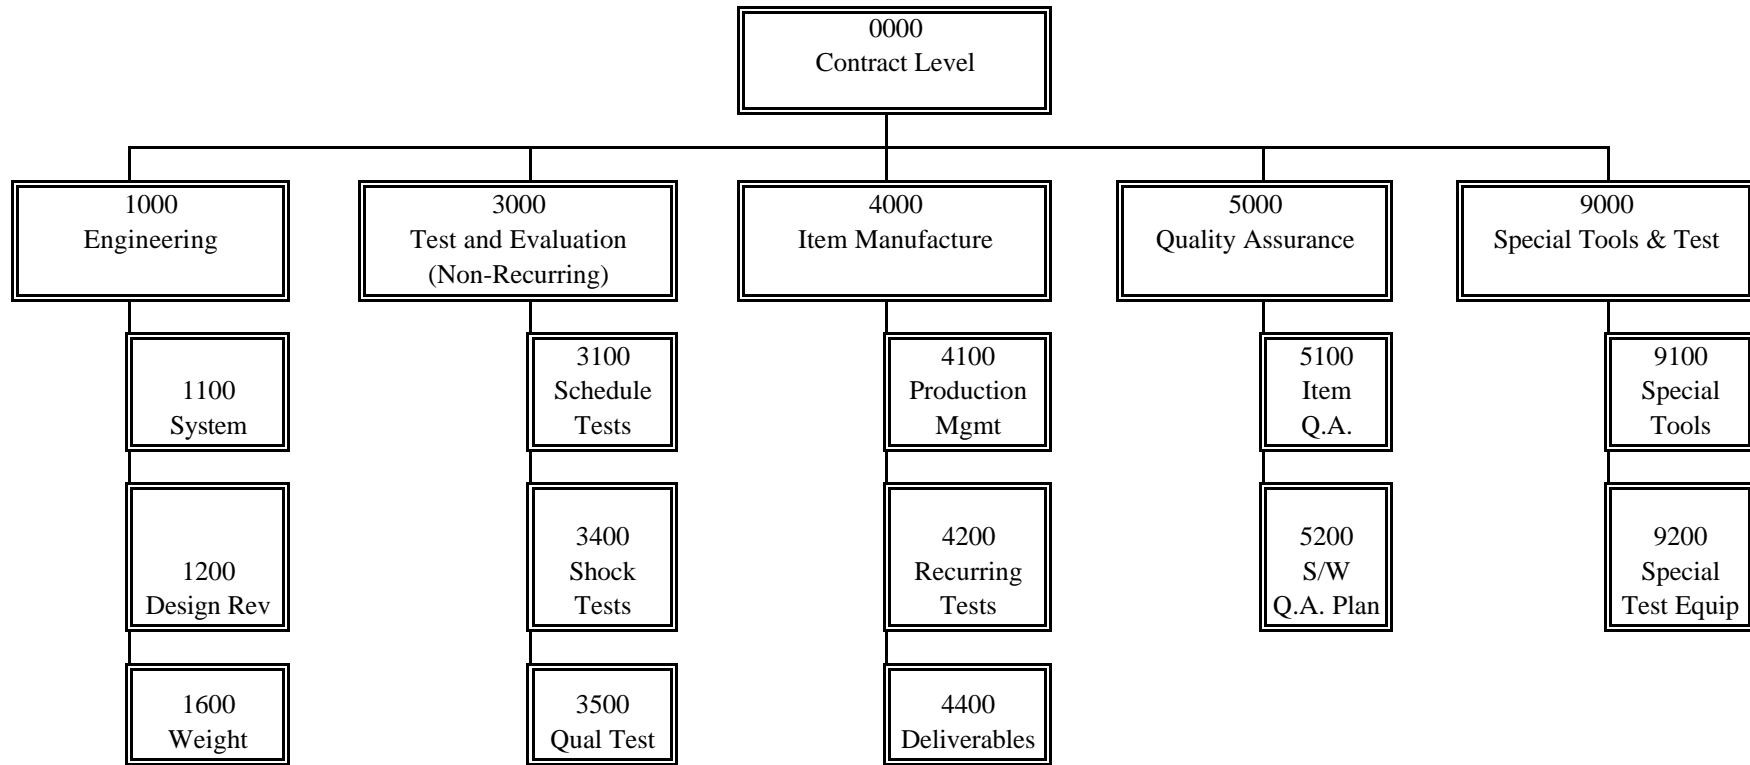 0000
Contract Level
1000
Engineering
3000
Test and Evaluation
(Non-Recurring)
4000
Item Manufacture
5000
Quality Assurance
9000
Special Tools & Test
1100
System
3100
Schedule
Tests
4100
Production
Mgmt
5100
Item
Q.A.
9100
Special
Tools
1200
Design Rev
3400
Shock
Tests
4200
Recurring
Tests
5200
S/W
Q.A. Plan
9200
Special
Test Equip
1600
Weight
3500
Qual Test
4400
Deliverables